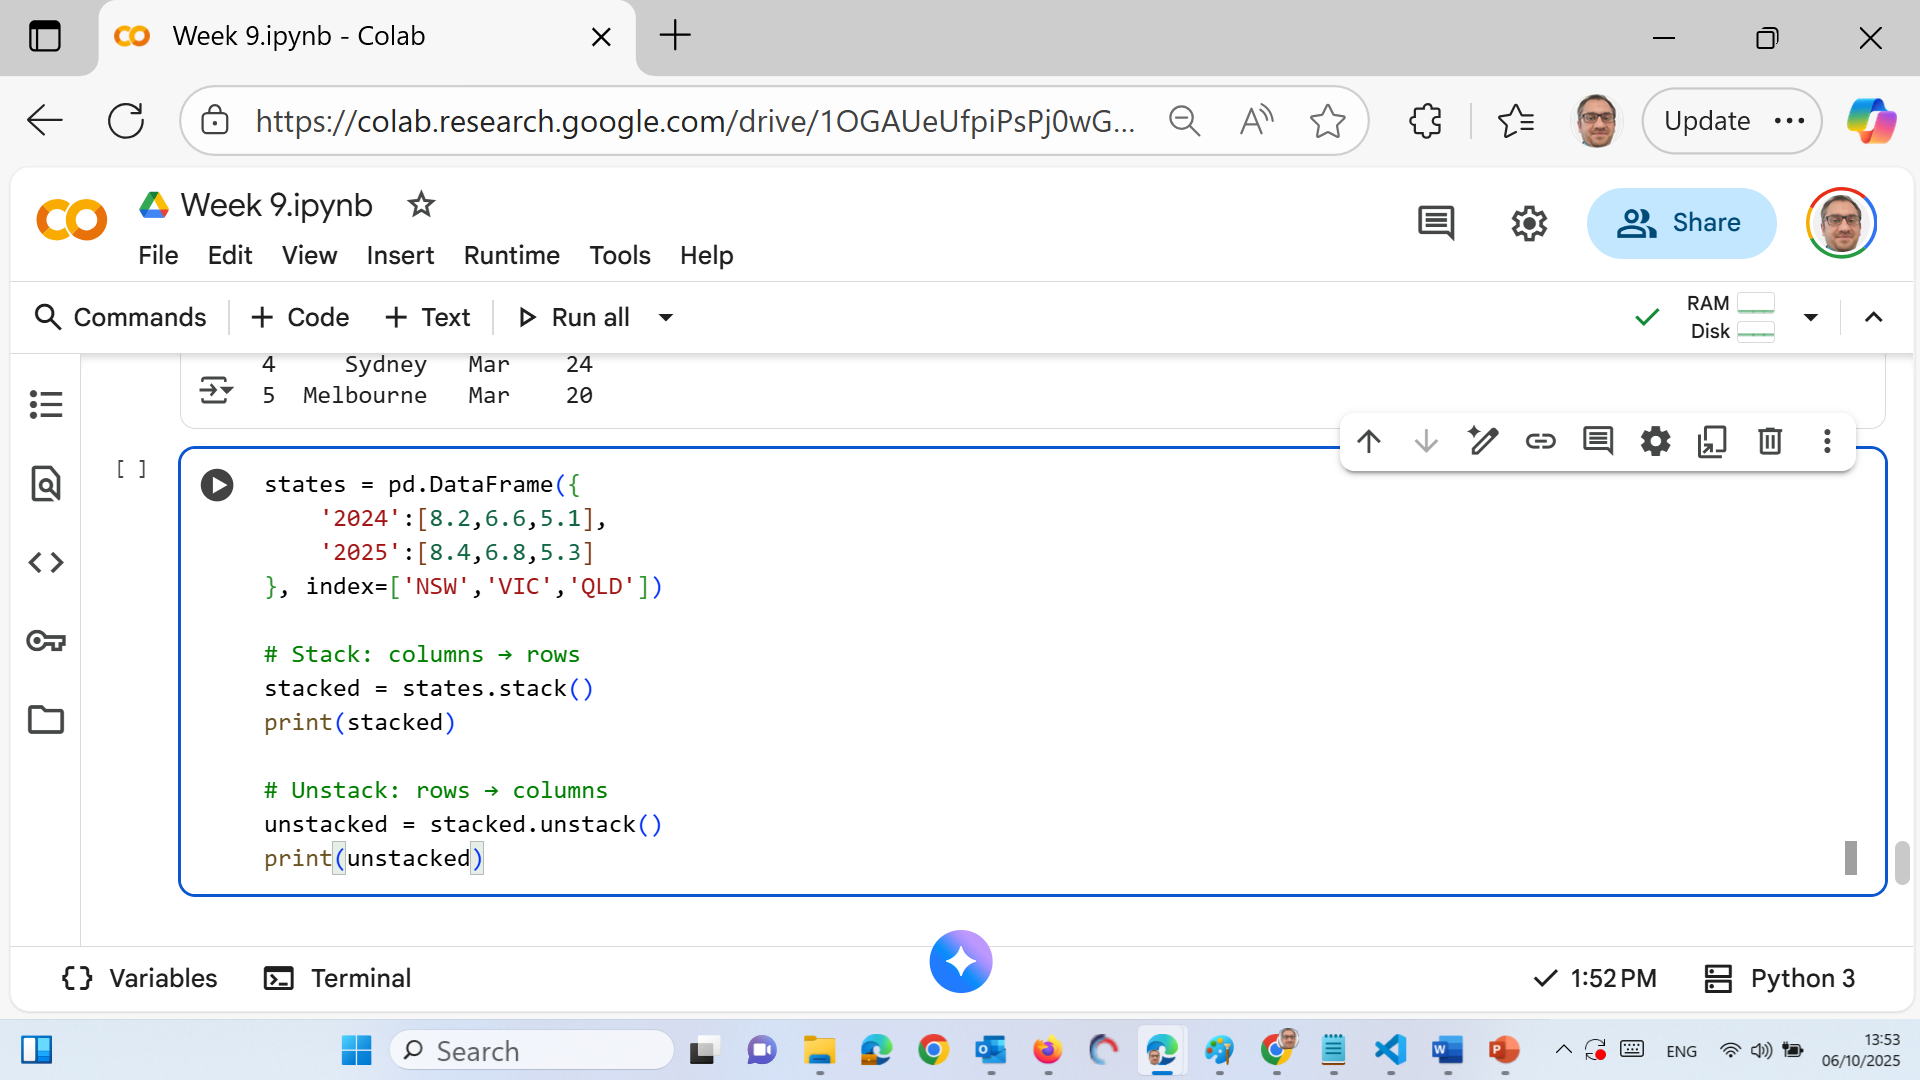 Week 9.ipynb - Colab
https://colab.research.google.com/drive/1OGAUeUfpiPsPj0wG...
Update
Week 9.ipynb
Share
File Edit View Insert Runtime Tools Help
Commands + Code + Text Run all
RAM
Disk
4 Sydney Mar 24
5 Melbourne Mar 20
[ ]
states = pd.DataFrame({
'2024':[8.2,6.6,5.1],
'2025':[8.4,6.8,5.3]
}, index=['NSW','VIC','QLD'])
# Stack: columns → rows
stacked = states.stack()
print(stacked)
# Unstack: rows → columns
unstacked = stacked.unstack()
print(unstacked)
{} Variables Terminal
1:52 PM Python 3
Search
ENG
13:53
06/10/2025